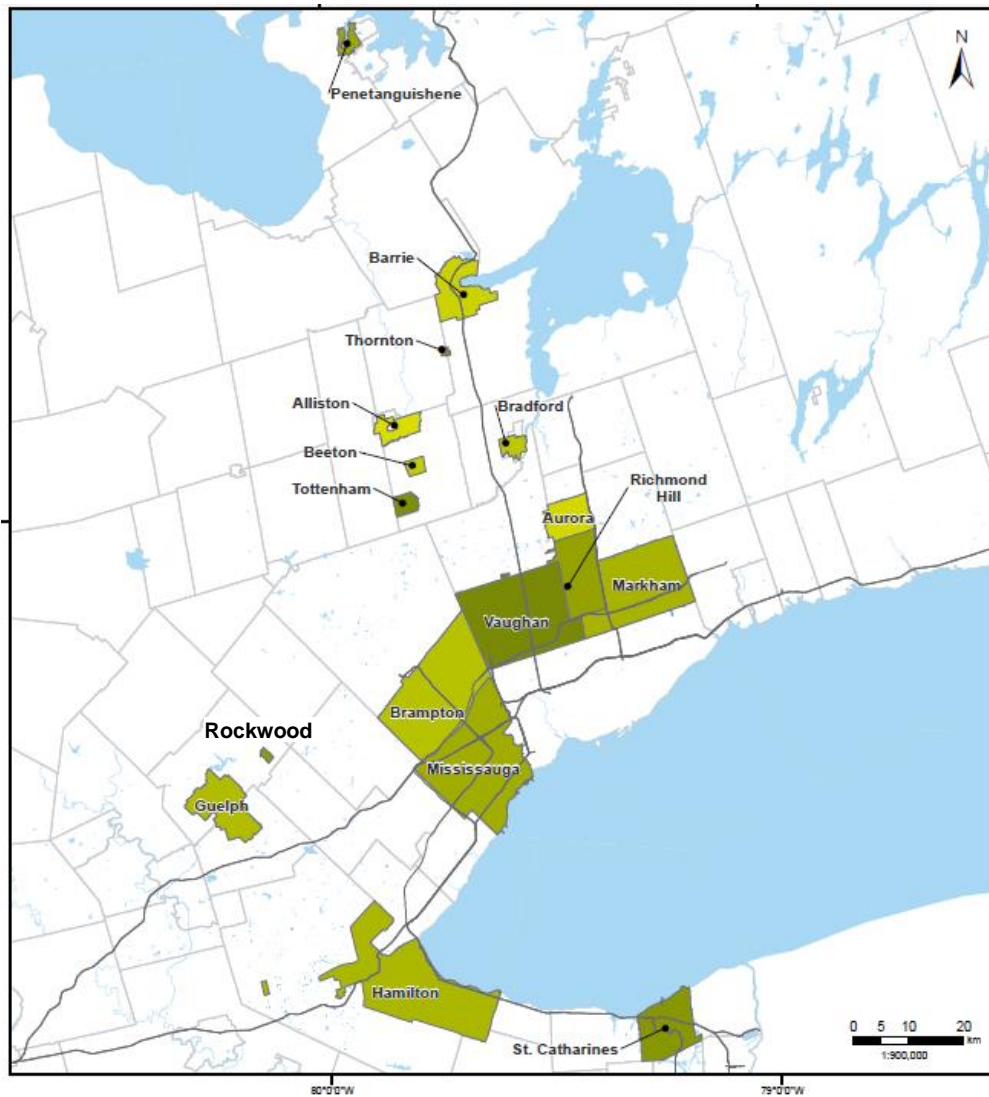 N
Penetanguishene
Barrie
Thornton
Alliston
Bradford
Beeton
Tottenham
Richmond
Hill
Aurora
Markham
Vaughan
Brampton
Rockwood
Mississauga
Guelph
Hamilton
St. Catharines
0 5 10 20
km
1:900,000
80°0'0"W
79°0'0"W